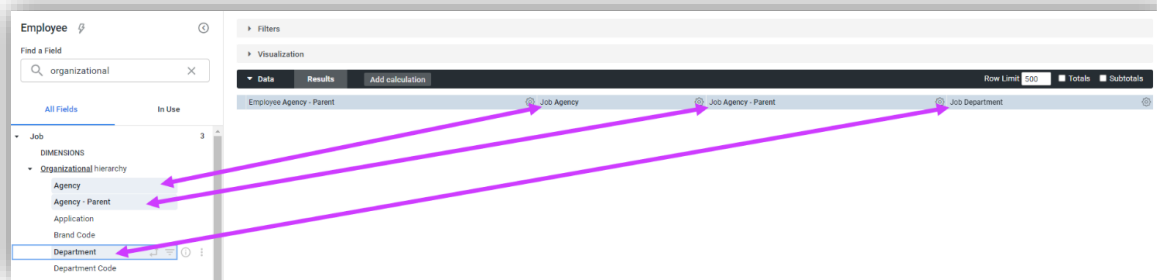 Employee
Find a Field
organizational
All Fields
In Use
Job 3
DIMENSIONS
Organizational hierarchy
Agency
Agency - Parent
Application
Brand Code
Department
Department Code
Filters
Visualization
Data Results Add calculation Row Limit 500 Totals Subtotals
Employee Agency - Parent Job Agency Job Agency - Parent Job Department